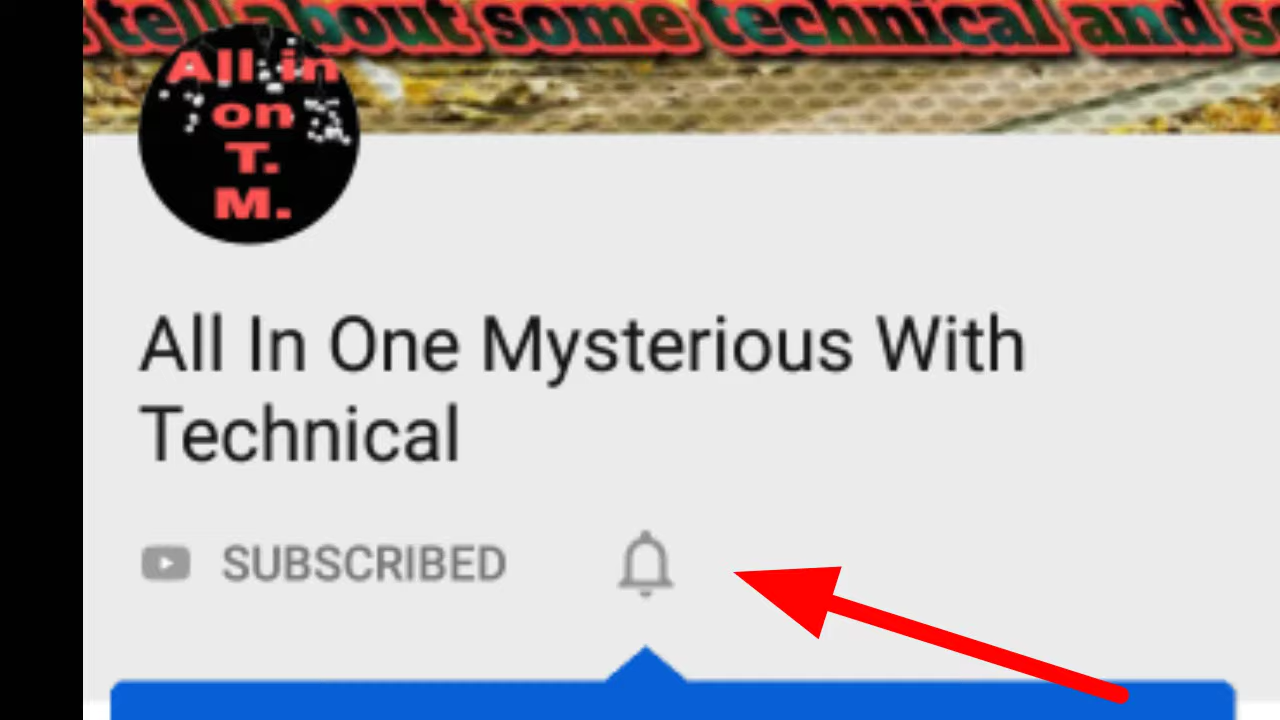 tell about some technical and
All in
on
T.
M.
All In One Mysterious With
Technical
SUBSCRIBED